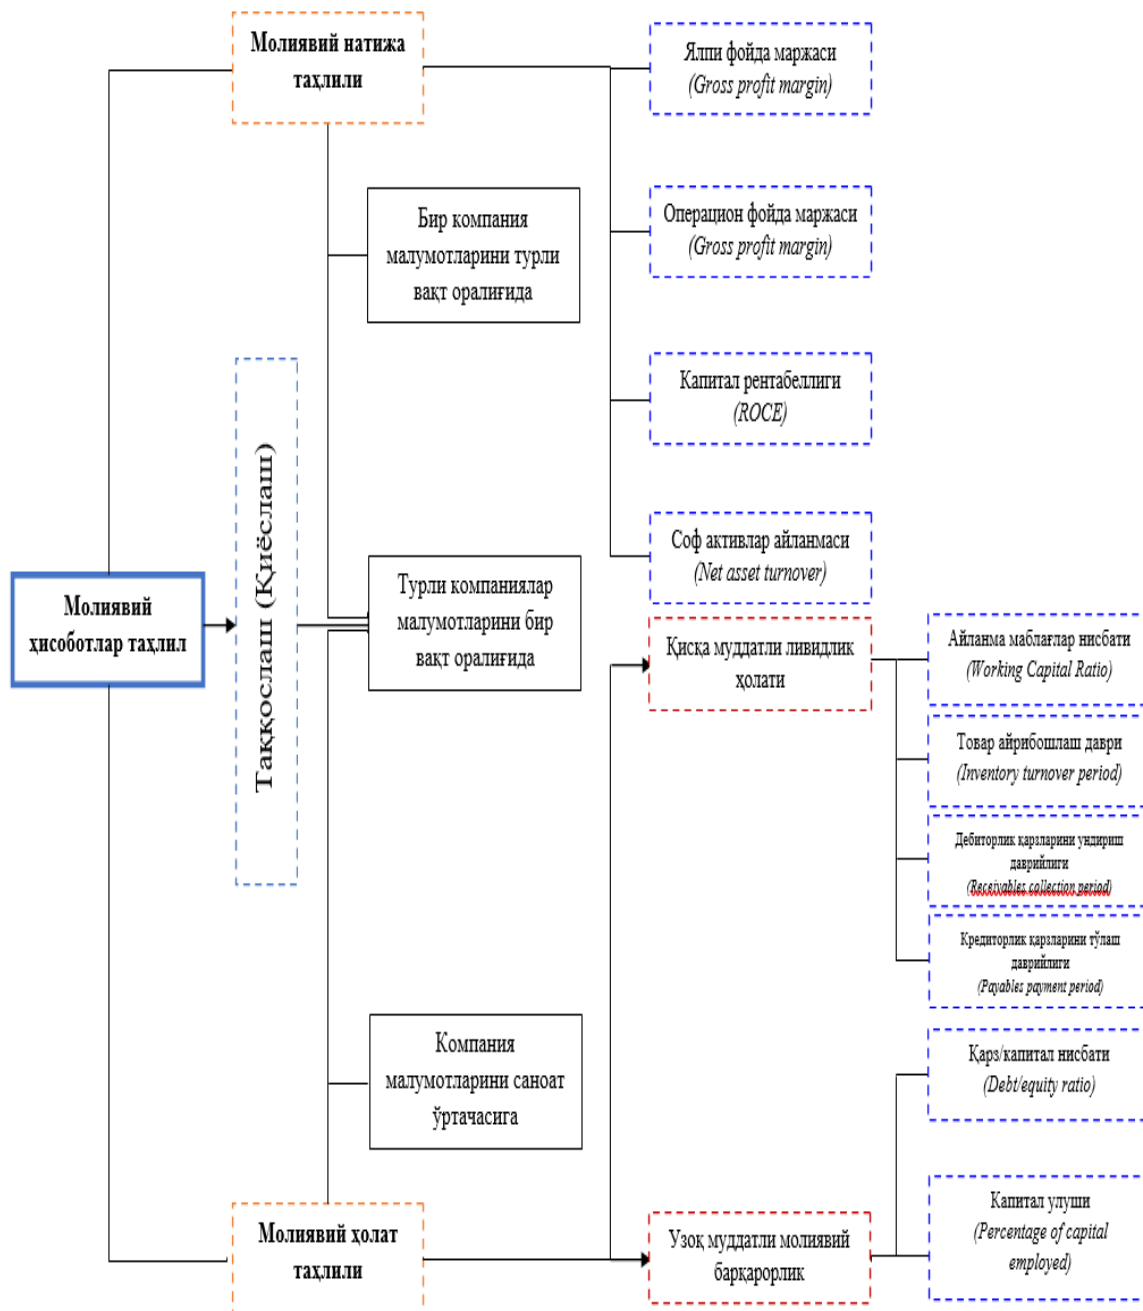 Молиявий натижа
таҳлили
Ялпи фойда маржаси
(Gross profit margin)
Бир компания
малумотларини турли
вақт оралиғида
Операцион фойда маржаси
(Gross profit margin)
Капитал рентабеллиги
(ROCE)
Таққослаш (Қиёслаш)
Соф активлар айланмаси
(Net asset turnover)
Молиявий
ҳисоботлар таҳлил
Турли компаниялар
малумотларини бир
вақт оралиғида
Қисқа муддатли ливидлик
ҳолати
Айланма маблағлар нисбати
(Working Capital Ratio)
Товар айрибошлаш даври
(Inventory turnover period)
Дебиторлик қарзларини ундириш
даврийлиги
(Receivables collection period)
Кредиторлик қарзларини тўлаш
даврийлиги
(Payables payment period)
Компания
малумотларини саноат
ўртачасига
Қарз/капитал нисбати
(Debt/equity ratio)
Молиявий ҳолат
таҳлили
Узоқ муддатли молиявий
барқарорлик
Капитал улуши
(Percentage of capital
employed)